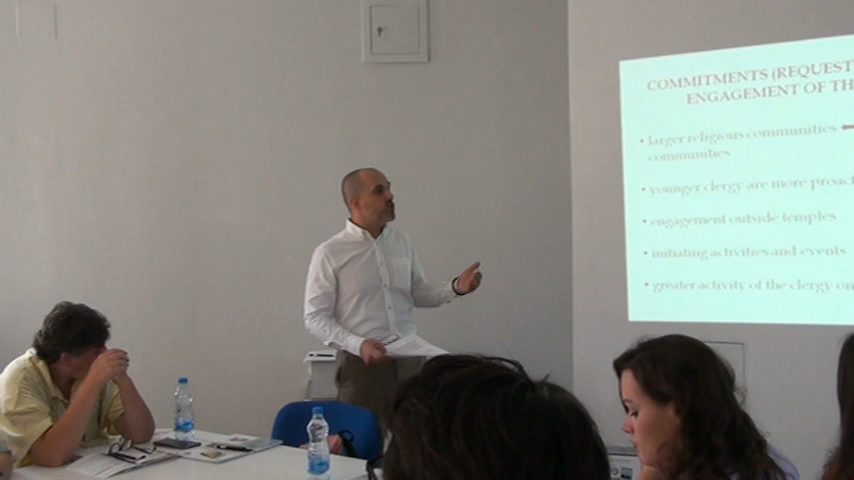 COMMITMENTS (REQUEST
ENGAGEMENT OF TH
• larger religious communities
communities
• younger clergy are more proac
• engagement outside temples
• initiating activities and events
• greater activity of the clergy on